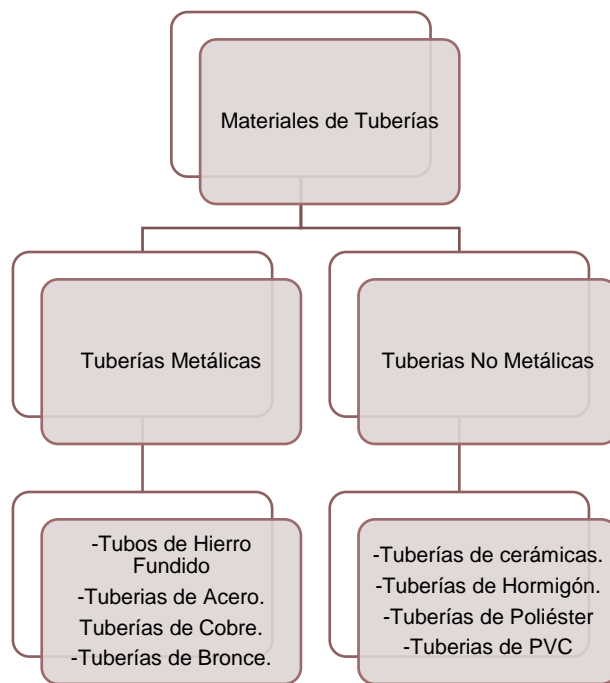 Materiales de Tuberías
Tuberías Metálicas
Tuberias No Metálicas
-Tubos de Hierro
Fundido
-Tuberias de Acero.
Tuberías de Cobre.
-Tuberías de Bronce.
-Tuberías de cerámicas.
-Tuberías de Hormigón.
-Tuberías de Poliéster
-Tuberias de PVC